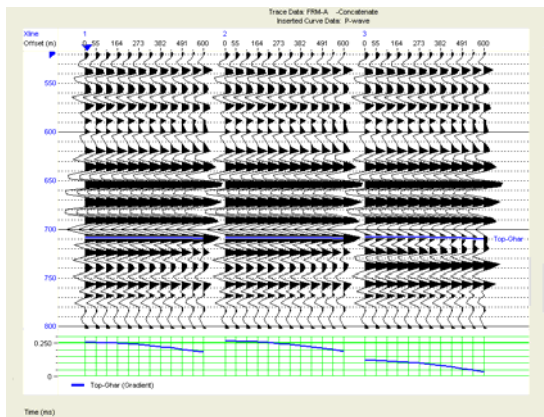 Trace Data: FRM-A -Concatenate
Inserted Curve Data: P-wave
Xline 1 2 3
Offset (m) 0 55 164 273 382 491 600 0 55 164 273 382 491 600 0 55 164 273 382 491 600
550
600
650
700
Top-Ghar
750
800
0.250
0
Top-Ghar (Gradient)
Time (ms)